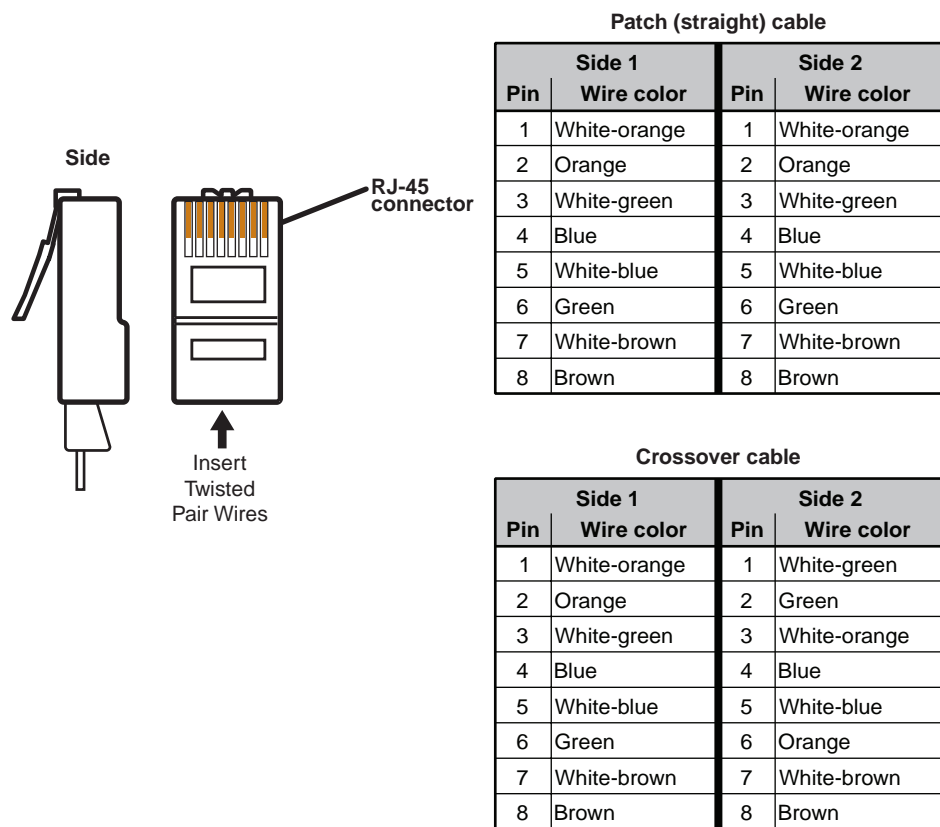 Patch (straight) cable
Side 1 Side 2
Pin Wire color Pin Wire color
1 White-orange 1 White-orange
2 Orange 2 Orange
3 White-green 3 White-green
4 Blue 4 Blue
5 White-blue 5 White-blue
6 Green 6 Green
7 White-brown 7 White-brown
8 Brown 8 Brown
Side
RJ-45
connector
Insert
Twisted
Pair Wires
Crossover cable
Side 1 Side 2
Pin Wire color Pin Wire color
1 White-orange 1 White-green
2 Orange 2 Green
3 White-green 3 White-orange
4 Blue 4 Blue
5 White-blue 5 White-blue
6 Green 6 Orange
7 White-brown 7 White-brown
8 Brown 8 Brown